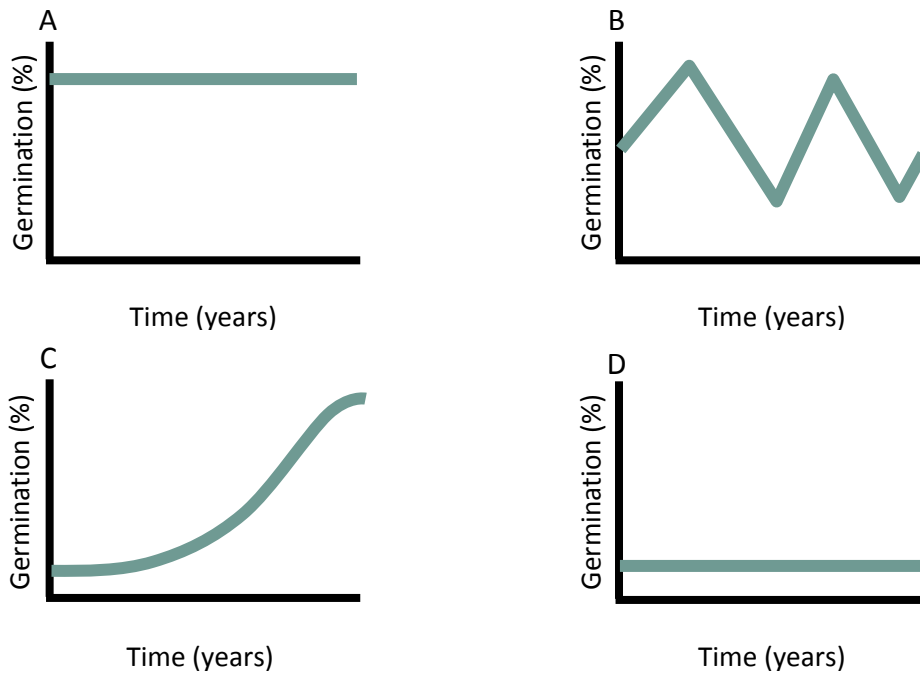 A
Germination (%)
Time (years)
B
Germination (%)
Time (years)
C
Germination (%)
Time (years)
D
Germination (%)
Time (years)